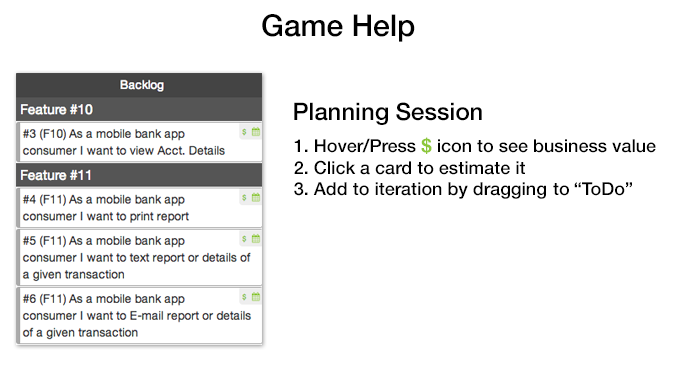 Game Help
Backlog
Feature #10
#3 (F10) As a mobile bank app
consumer I want to view Acct. Details
Feature #11
#4 (F11) As a mobile bank app
consumer I want to print report
#5 (F11) As a mobile bank app
consumer I want to text report or details of
a given transaction
#6 (F11) As a mobile bank app
consumer I want to E-mail report or details
of a given transaction
Planning Session
1. Hover/Press $ icon to see business value
2. Click a card to estimate it
3. Add to iteration by dragging to “ToDo”